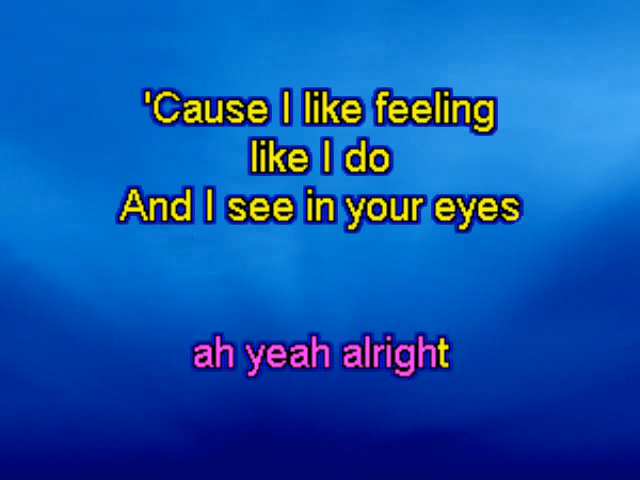 'Cause I like feeling
like I do
And I see in your eyes
ah yeah alright